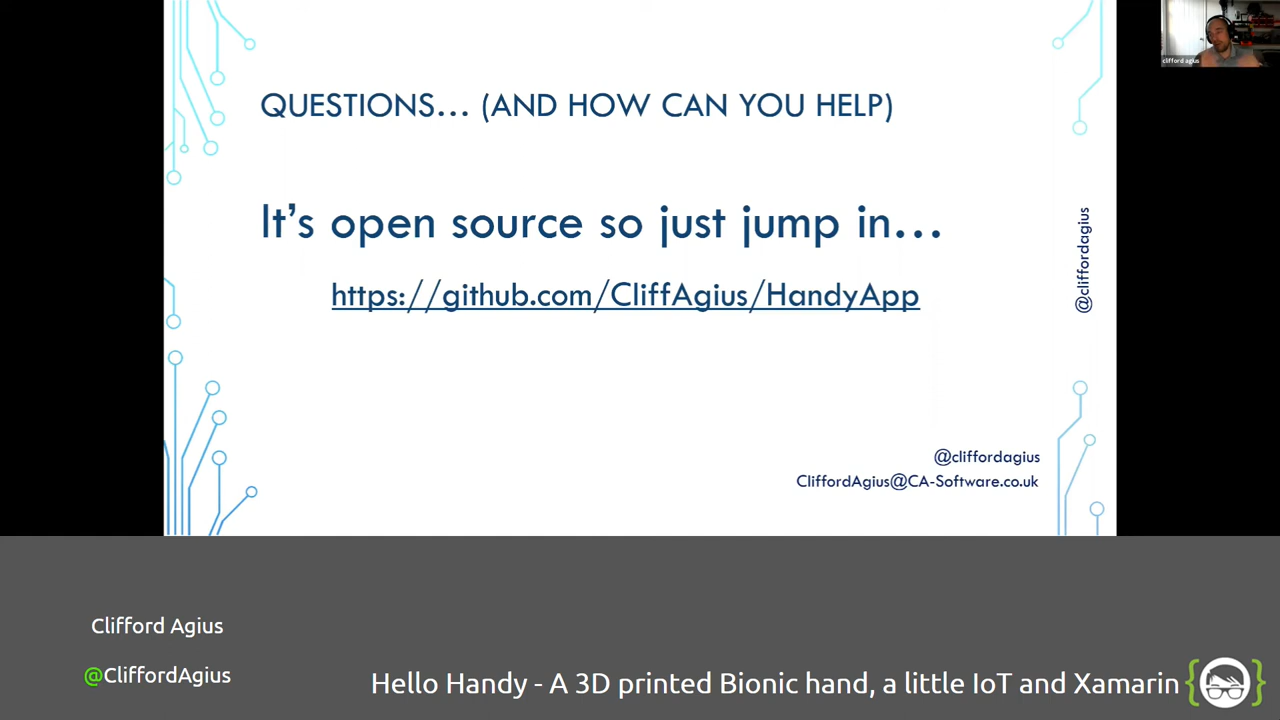 clifford agius
QUESTIONS… (AND HOW CAN YOU HELP)
It’s open source so just jump in…
https://github.com/CliffAgius/HandyApp
@cliffordagius
@cliffordagius
CliffordAgius@CA-Software.co.uk
Clifford Agius
@CliffordAgius
Hello Handy - A 3D printed Bionic hand, a little IoT and Xamarin